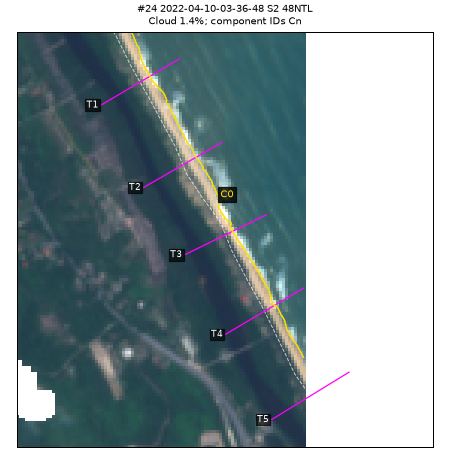 #24 2022-04-10-03-36-48 S2 48NTL
Cloud 1.4%; component IDs Cn
T1
T2
C0
T3
T4
T5